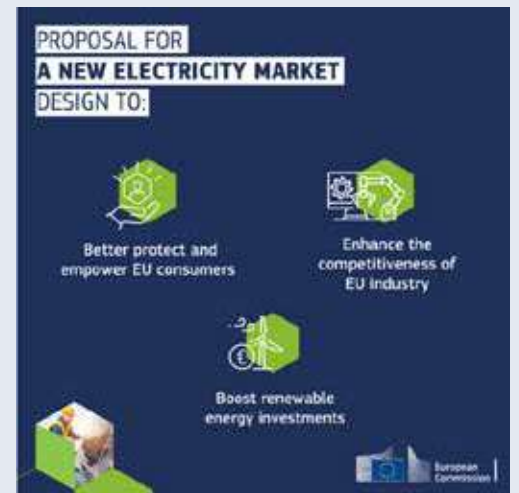 PROPOSAL FOR
A NEW ELECTRICITY MARKET
DESIGN TO:
Better protect and
empower EU consumers
Enhance the
competitiveness of
EU Industry
Boost renewable
energy investments
European
Commission